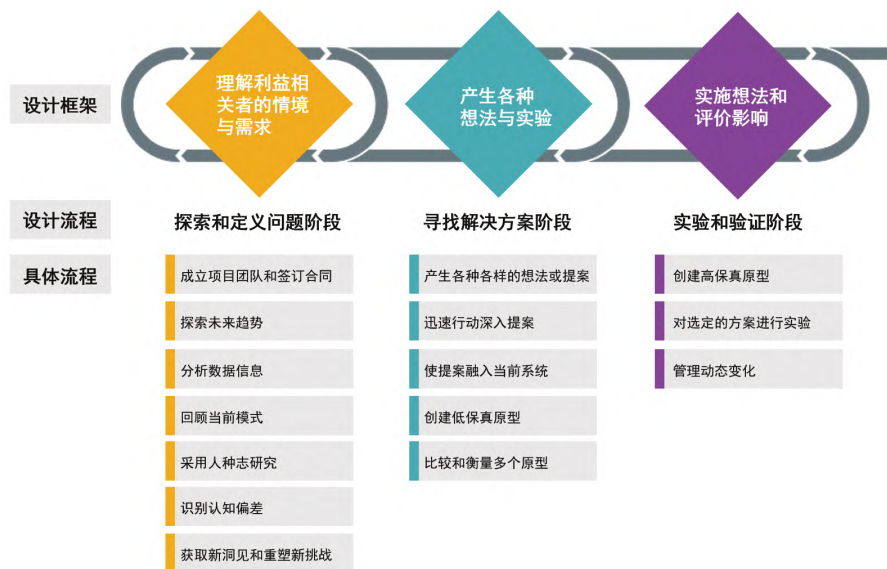 设计框架
理解利益相
关者的情境
与需求
产生各种
想法与实验
实施想法和
评价影响
设计流程
探索和定义问题阶段
寻找解决方案阶段
实验和验证阶段
具体流程
成立项目团队和签订合同
探索未来趋势
分析数据信息
回顾当前模式
采用人种志研究
识别认知偏差
获取新洞见和重塑新挑战
产生各种各样的想法或提案
迅速行动深入提案
使提案融入当前系统
创建低保真原型
比较和衡量多个原型
创建高保真原型
对选定的方案进行实验
管理动态变化